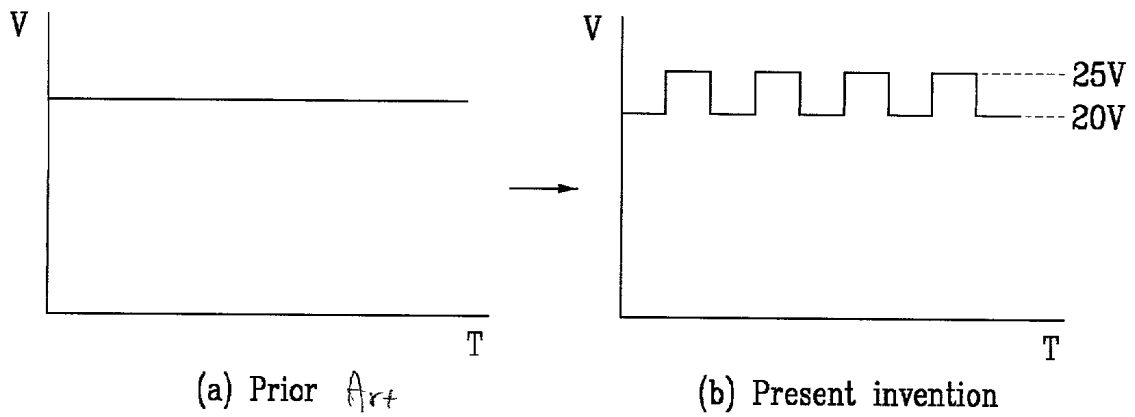 V
T
(a) Prior Art
V
25V
20V
T
(b) Present invention